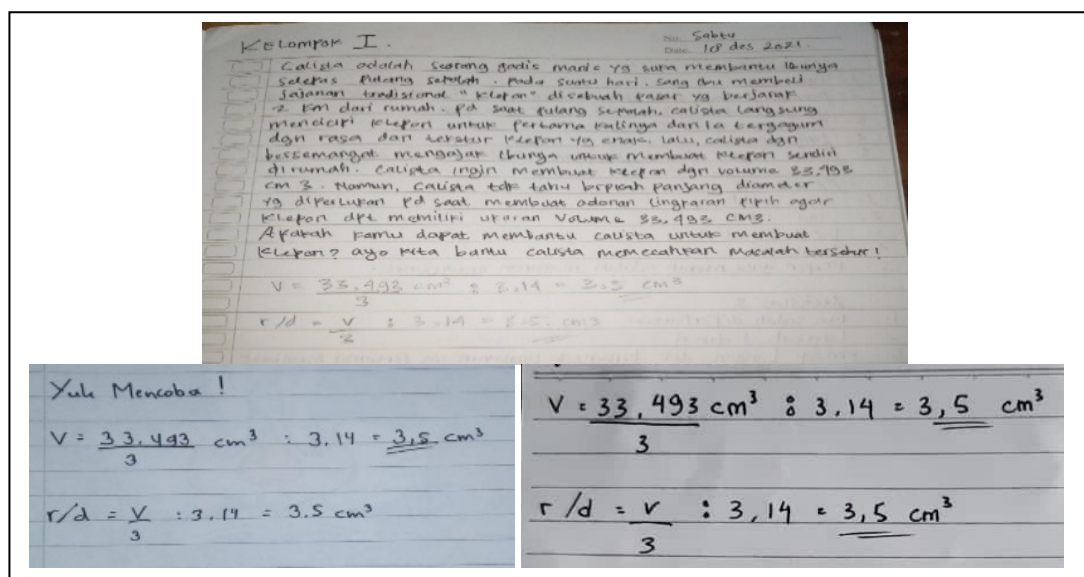 Kelompok I.
No. Sabtu
Date. 18 des 2021.
Calista adalah seorang gadis manis yg suka membantu Ibunya
selepas pulang sekolah. Pada suatu hari, sang Ibu membeli
jajanan tradisional "klepon" disebuah pasar yg berjarak
2 km dari rumah. pd saat pulang sekolah, calista langsung
mencicipi klepon untuk pertama kalinya dan Ia tergagum
dgn rasa dan tekstur klepon yg enak. lalu, calista dgn
bersemangat mengajak Ibunya untuk membuat klepon sendiri
dirumah. Calista ingin membuat klepon dgn volume 33,493
cm 3. Namun, Calista tdk tahu brpkah panjang diameter
yg diperlukan pd saat membuat adonan lingkaran pipih agar
klepon dpt memiliki ukuran Volume 33,493 CM3.
Apakah kamu dapat membantu calista untuk membuat
klepon? ayo kita bantu calista memecahkan masalah tersebut!
V = 33,493 cm³ : 3,14 = 3,5 cm³
3
r/d = V : 3,14 = 3,5. cm3
Yuk Mencoba!
V = 33.493 cm³ : 3.14 = 3,5 cm³
3
r/d = V : 3.14 = 3.5 cm³
3
V = 33,493 cm³ : 3,14 = 3,5 cm³
3
r/d = V : 3,14 = 3,5 cm³
3